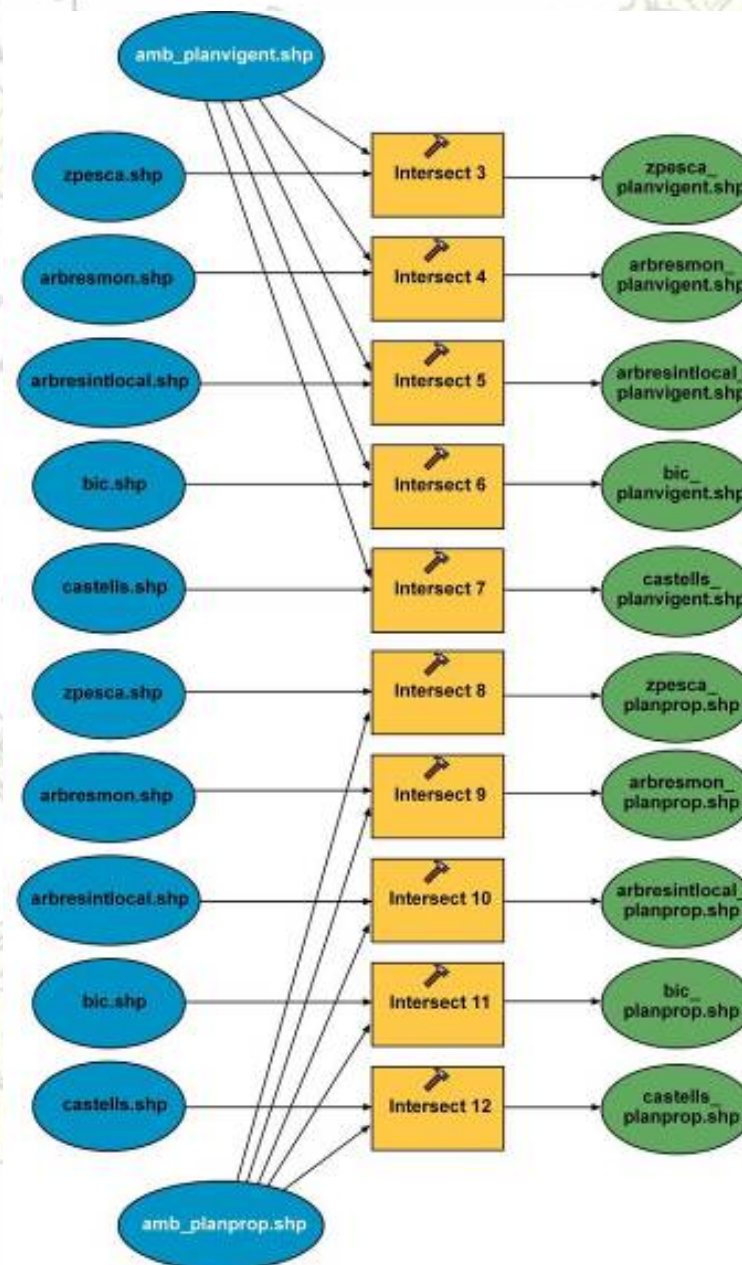 amb_planvigent.shp
zpesca.shp
Intersect 3
zpesca_
planvigent.shp
arbresmon.shp
Intersect 4
arbresmon_
planvigent.shp
arbresintlocal.shp
Intersect 5
arbresintlocal_
planvigent.shp
bic.shp
Intersect 6
bic_
planvigent.shp
castells.shp
Intersect 7
castells_
planvigent.shp
zpesca.shp
Intersect 8
zpesca_
planprop.shp
arbresmon.shp
Intersect 9
arbresmon_
planprop.shp
arbresintlocal.shp
Intersect 10
arbresintlocal_
planprop.shp
bic.shp
Intersect 11
bic_
planprop.shp
castells.shp
Intersect 12
castells_
planprop.shp
amb_planprop.shp